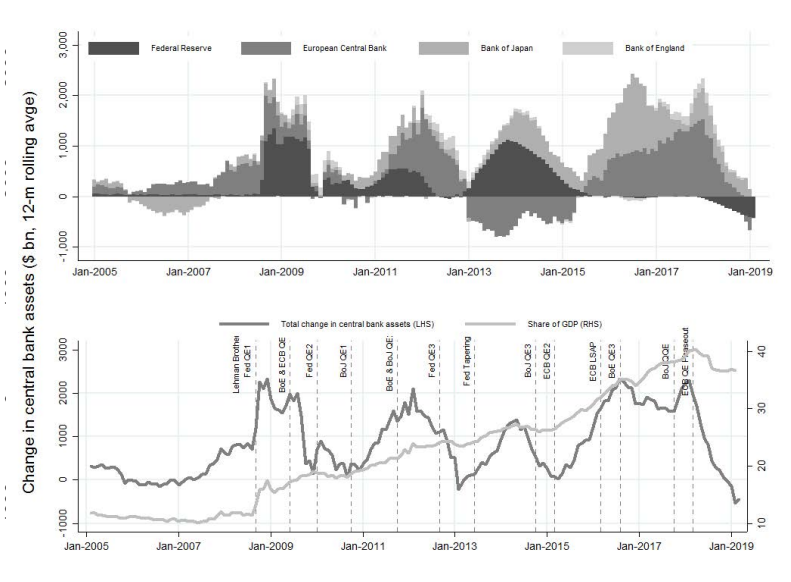 Change in central bank assets ($ bn, 12-m rolling avge)
3,000
2,000
1,000
0
-1,000
Federal Reserve
European Central Bank
Bank of Japan
Bank of England
Jan-2005
Jan-2007
Jan-2009
Jan-2011
Jan-2013
Jan-2015
Jan-2017
Jan-2019
Total change in central bank assets (LHS)
Share of GDP (RHS)
3000
2000
1000
0
-1000
Lehman Brother
Fed QE1
BoE & ECB QE
Fed QE2
BoJ QE1
BoE & BoJ QE
Fed QE3
Fed Tapering
BoJ QE3
ECB QE2
ECB LSAP
BoE QE3
ECB QE
40
30
20
10
Jan-2005
Jan-2007
Jan-2009
Jan-2011
Jan-2013
Jan-2015
Jan-2017
Jan-2019